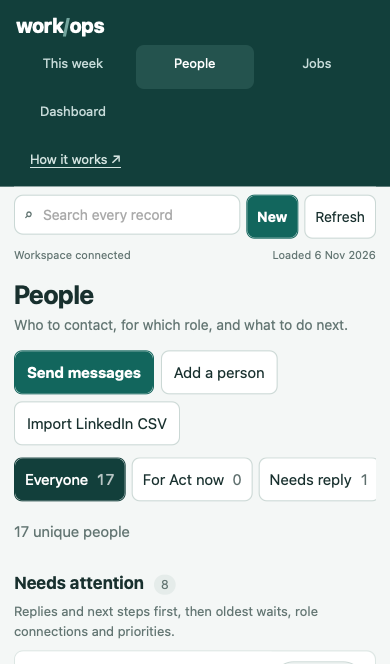 work/ops
This week People Jobs
Dashboard
How it works ↗
Search every record New Refresh
Workspace connected Loaded 6 Nov 2026
People
Who to contact, for which role, and what to do next.
Send messages Add a person
Import LinkedIn CSV
Everyone 17 For Act now 0 Needs reply 1
17 unique people
Needs attention 8
Replies and next steps first, then oldest waits, role
connections and priorities.